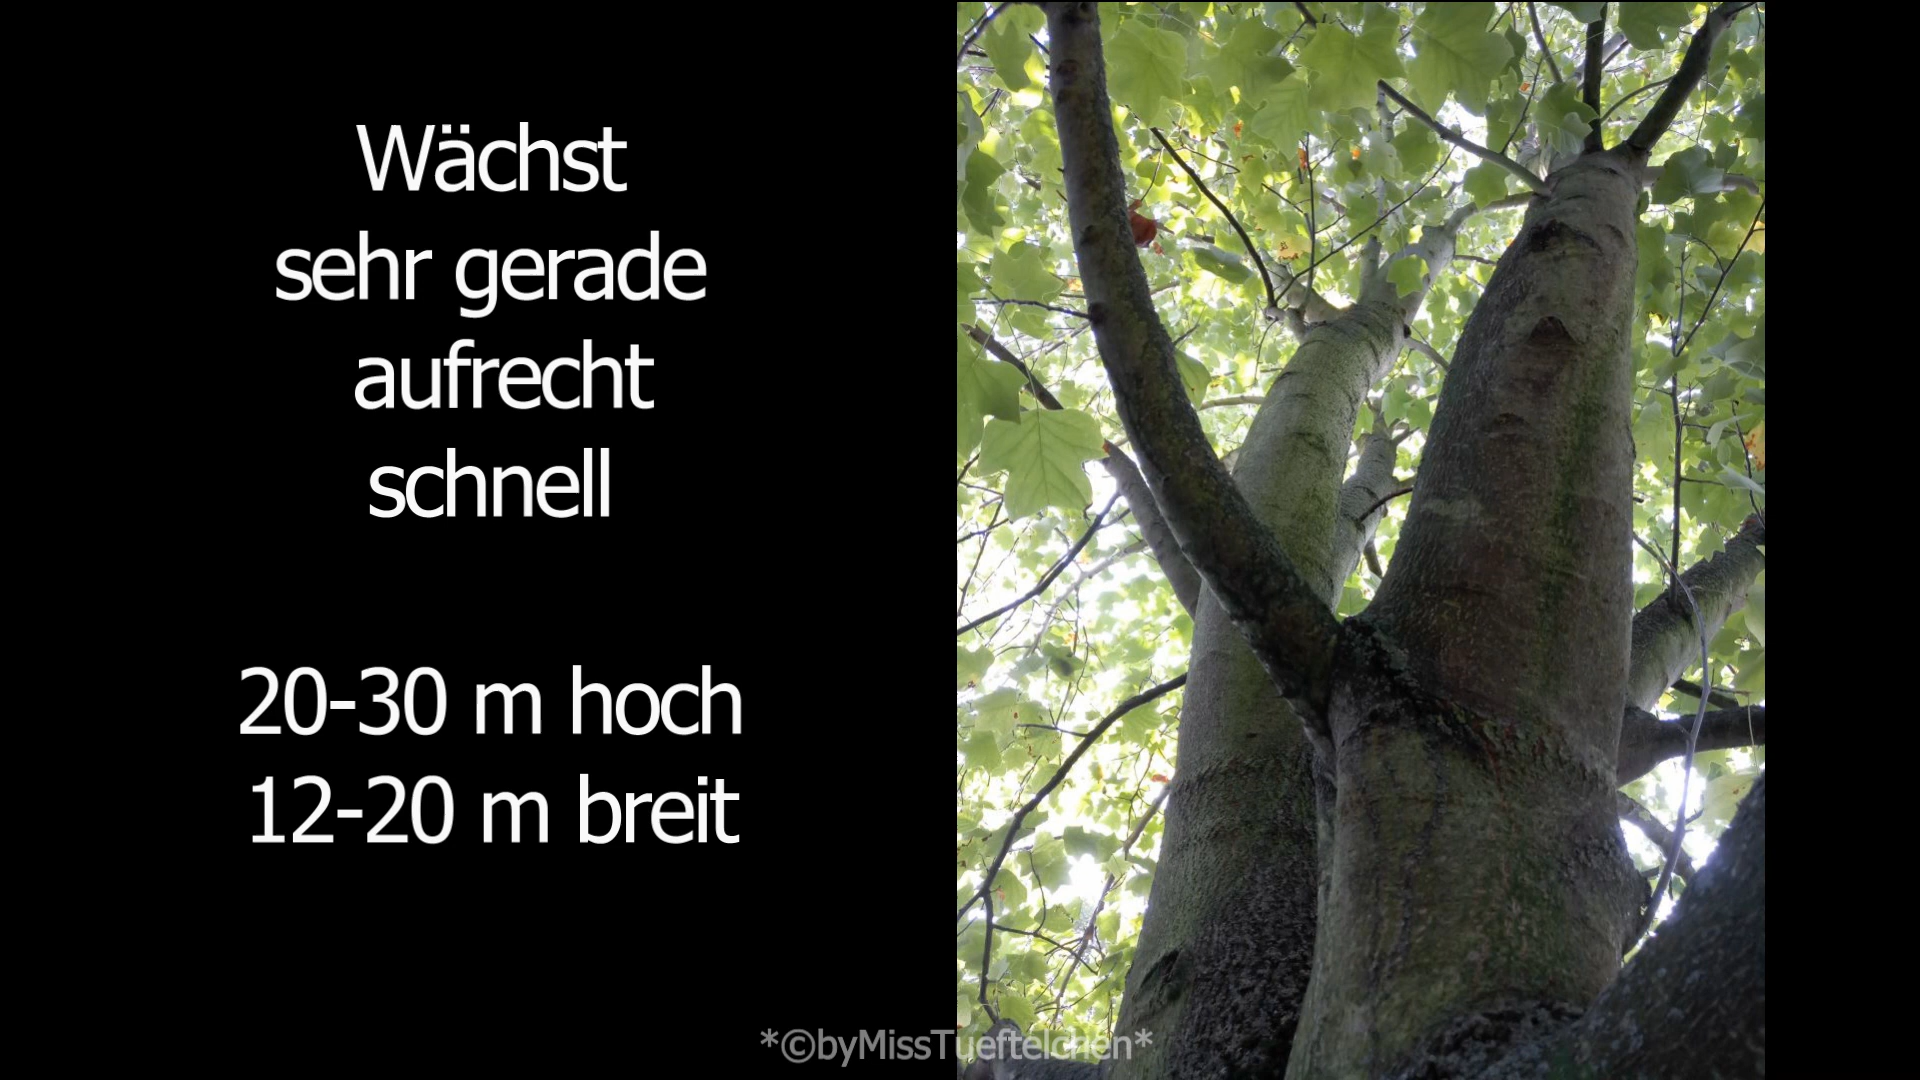 Wächst
sehr gerade
aufrecht
schnell
20-30 m hoch
12-20 m breit
*©byMissTueftelchen*